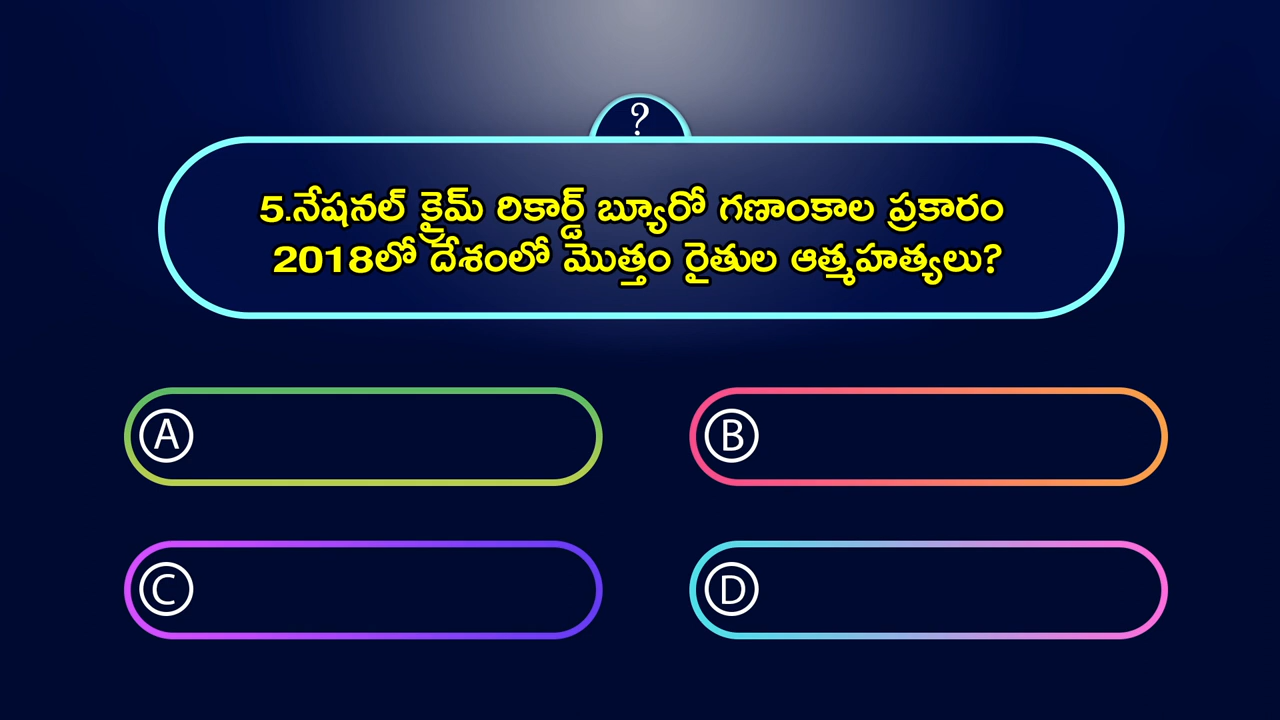 ?
5.నేషనల్ క్రైమ్ రికార్డ్ బ్యూరో గణాంకాల ప్రకారం
2018లో దేశంలో మొత్తం రైతుల ఆత్మహత్యలు?
A
B
C
D